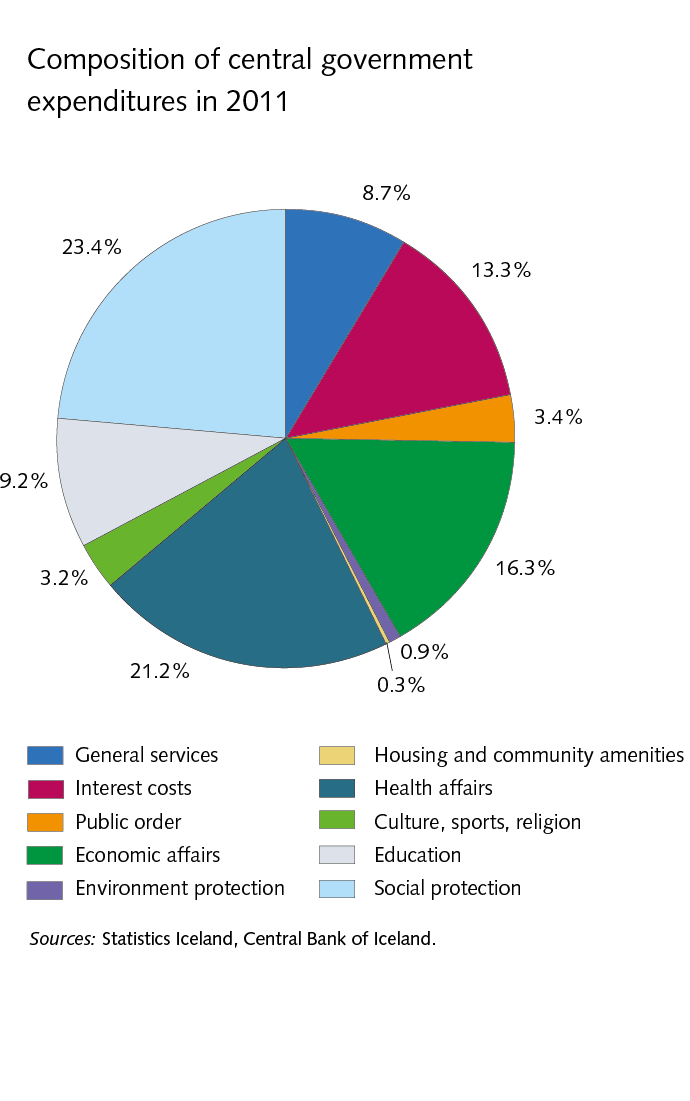 Composition of central government
expenditures in 2011
8.7%
23.4%
13.3%
3.4%
9.2%
16.3%
3.2%
0.9%
21.2%
0.3%
General services
Housing and community amenities
Interest costs
Health affairs
Public order
Culture, sports, religion
Economic affairs
Education
Environment protection
Social protection
Sources: Statistics Iceland, Central Bank of Iceland.